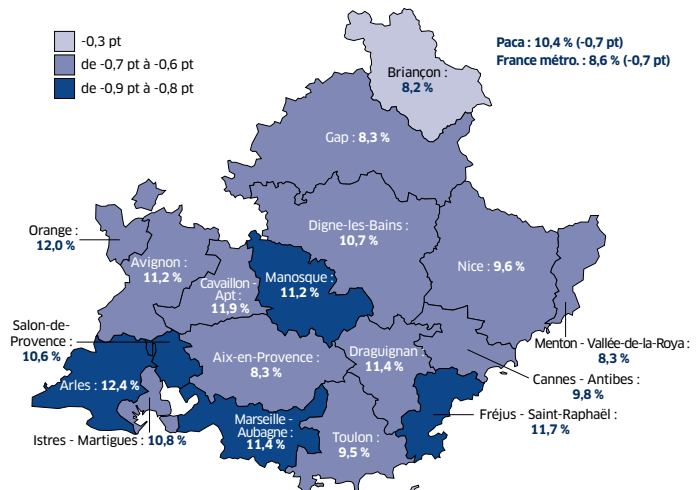 -0,3 pt
de -0,7 pt à -0,6 pt
de -0,9 pt à -0,8 pt
Paca : 10,4 % (-0,7 pt)
France métro. : 8,6 % (-0,7 pt)
Briançon :
8,2 %
Gap : 8,3 %
Orange :
12,0 %
Avignon :
11,2 %
Cavaillon -
Apt :
11,9 %
Manosque :
11,2 %
Digne-les-Bains :
10,7 %
Nice : 9,6 %
Salon-de-
Provence :
10,6 %
Arles : 12,4 %
Aix-en-Provence :
8,3 %
Draguignan :
11,4 %
Menton - Vallée-de-la-Roya :
8,3 %
Cannes - Antibes :
9,8 %
Fréjus - Saint-Raphaël :
11,7 %
Istres - Martigues : 10,8 %
Marseille -
Aubagne :
11,4 %
Toulon :
9,5 %